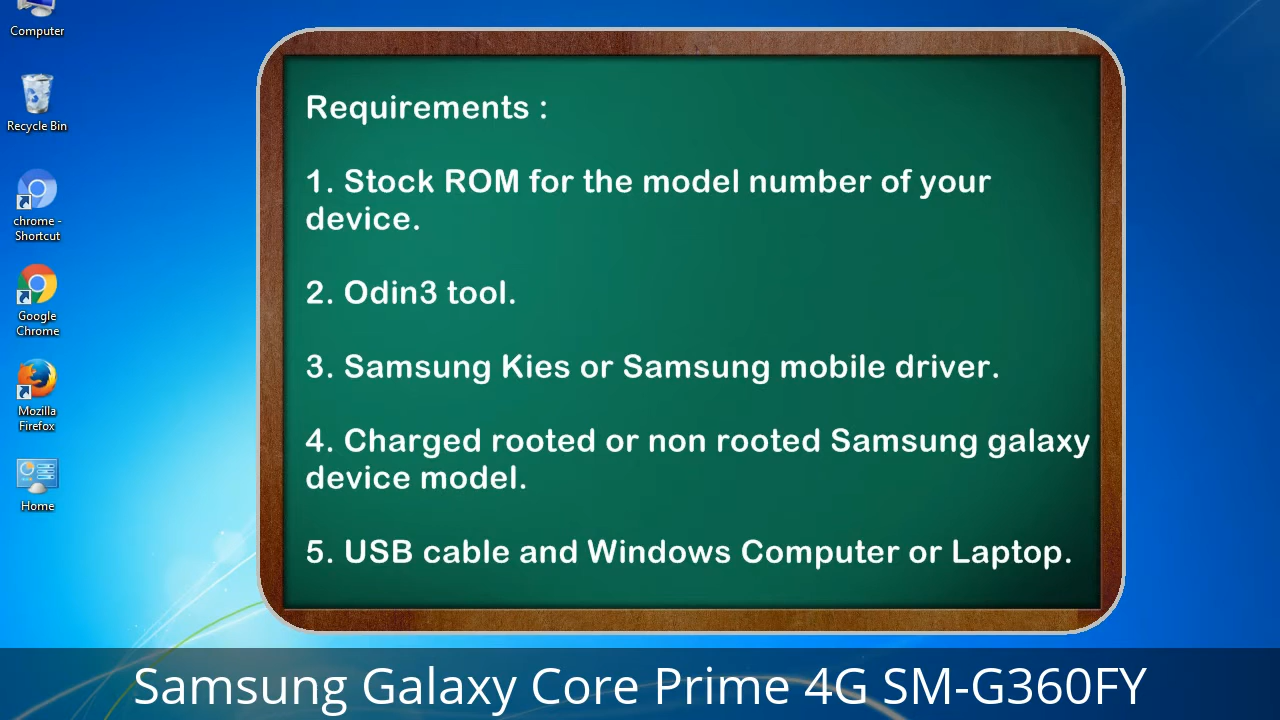 Computer
Recycle Bin
chrome -
Shortcut
Google
Chrome
Mozilla
Firefox
Home
Requirements :
1. Stock ROM for the model number of your
device.
2. Odin3 tool.
3. Samsung Kies or Samsung mobile driver.
4. Charged rooted or non rooted Samsung galaxy
device model.
5. USB cable and Windows Computer or Laptop.
Samsung Galaxy Core Prime 4G SM-G360FY